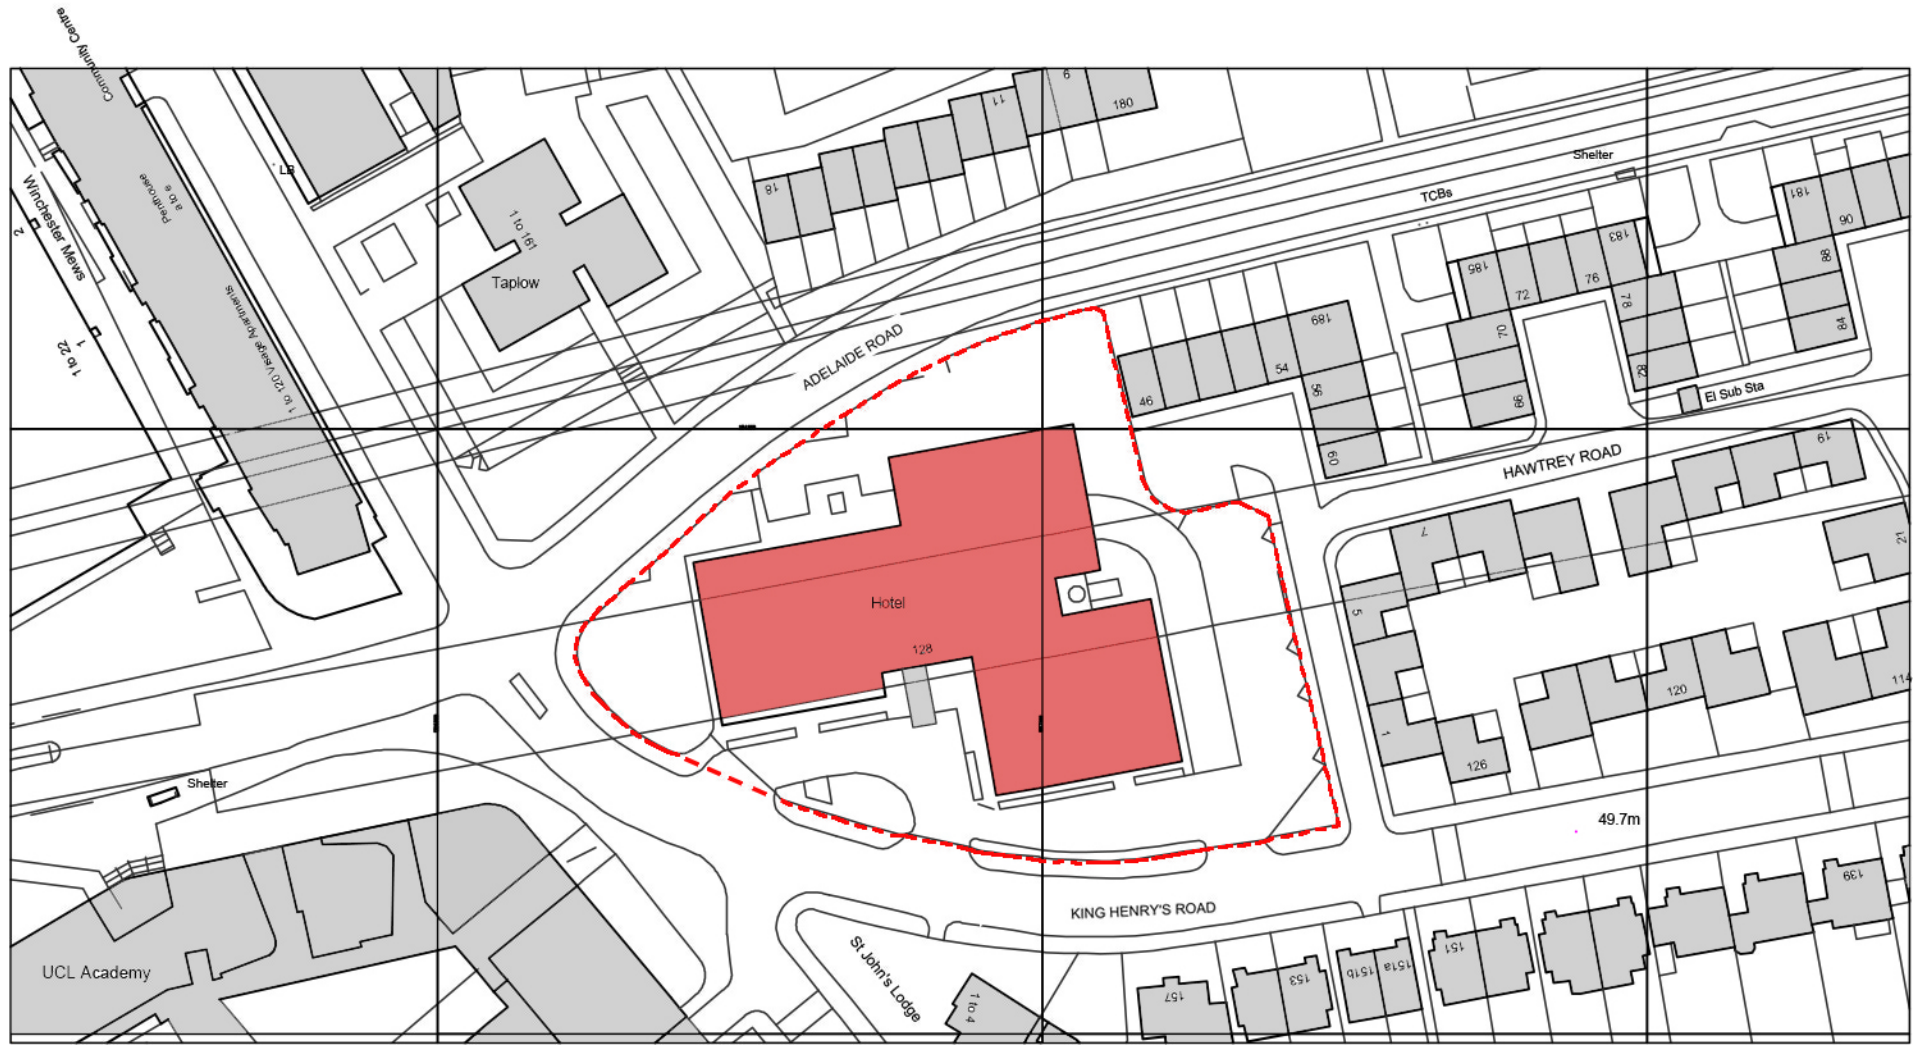 Community Centre
Winchester Mews
2
1 to 22
1
Penthouse
a to e
1 to 120 Visage Apartments
LB
1 to 161
Taplow
18
11
9
180
ADELAIDE ROAD
Shelter
TCBs
181
90
88
84
183
185
72
76
78
82
70
66
189
54
46
56
60
El Sub Sta
HAWTREY ROAD
19
7
21
5
1
126
120
114
Hotel
128
Shelter
49.7m
KING HENRY'S ROAD
139
UCL Academy
St John's Lodge
1 to 4
157
153
151b
151a
151